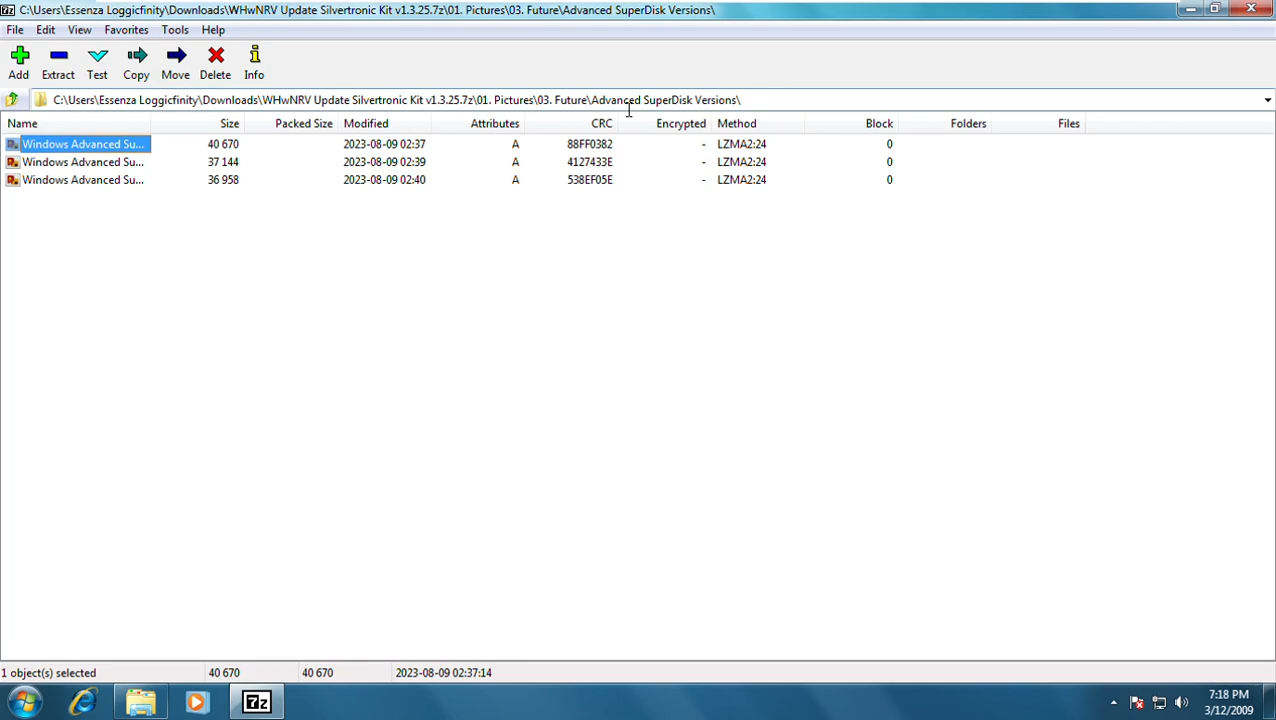 C:\Users\Essenza Loggicfinity\Downloads\WHwNRV Update Silvertronic Kit v1.3.25.7z\01. Pictures\03. Future\Advanced SuperDisk Versions\
File Edit View Favorites Tools Help
Add Extract Test Copy Move Delete Info
C:\Users\Essenza Loggicfinity\Downloads\WHwNRV Update Silvertronic Kit v1.3.25.7z\01. Pictures\03. Future\Advanced SuperDisk Versions\
Name Size Packed Size Modified Attributes CRC Encrypted Method Block Folders Files
Windows Advanced Su... 40 670 2023-08-09 02:37 A 88FF0382 - LZMA2:24 0
Windows Advanced Su... 37 144 2023-08-09 02:39 A 4127433E - LZMA2:24 0
Windows Advanced Su... 36 958 2023-08-09 02:40 A 538EF05E - LZMA2:24 0
1 object(s) selected 40 670 40 670 2023-08-09 02:37:14
7z
7:18 PM
3/12/2009